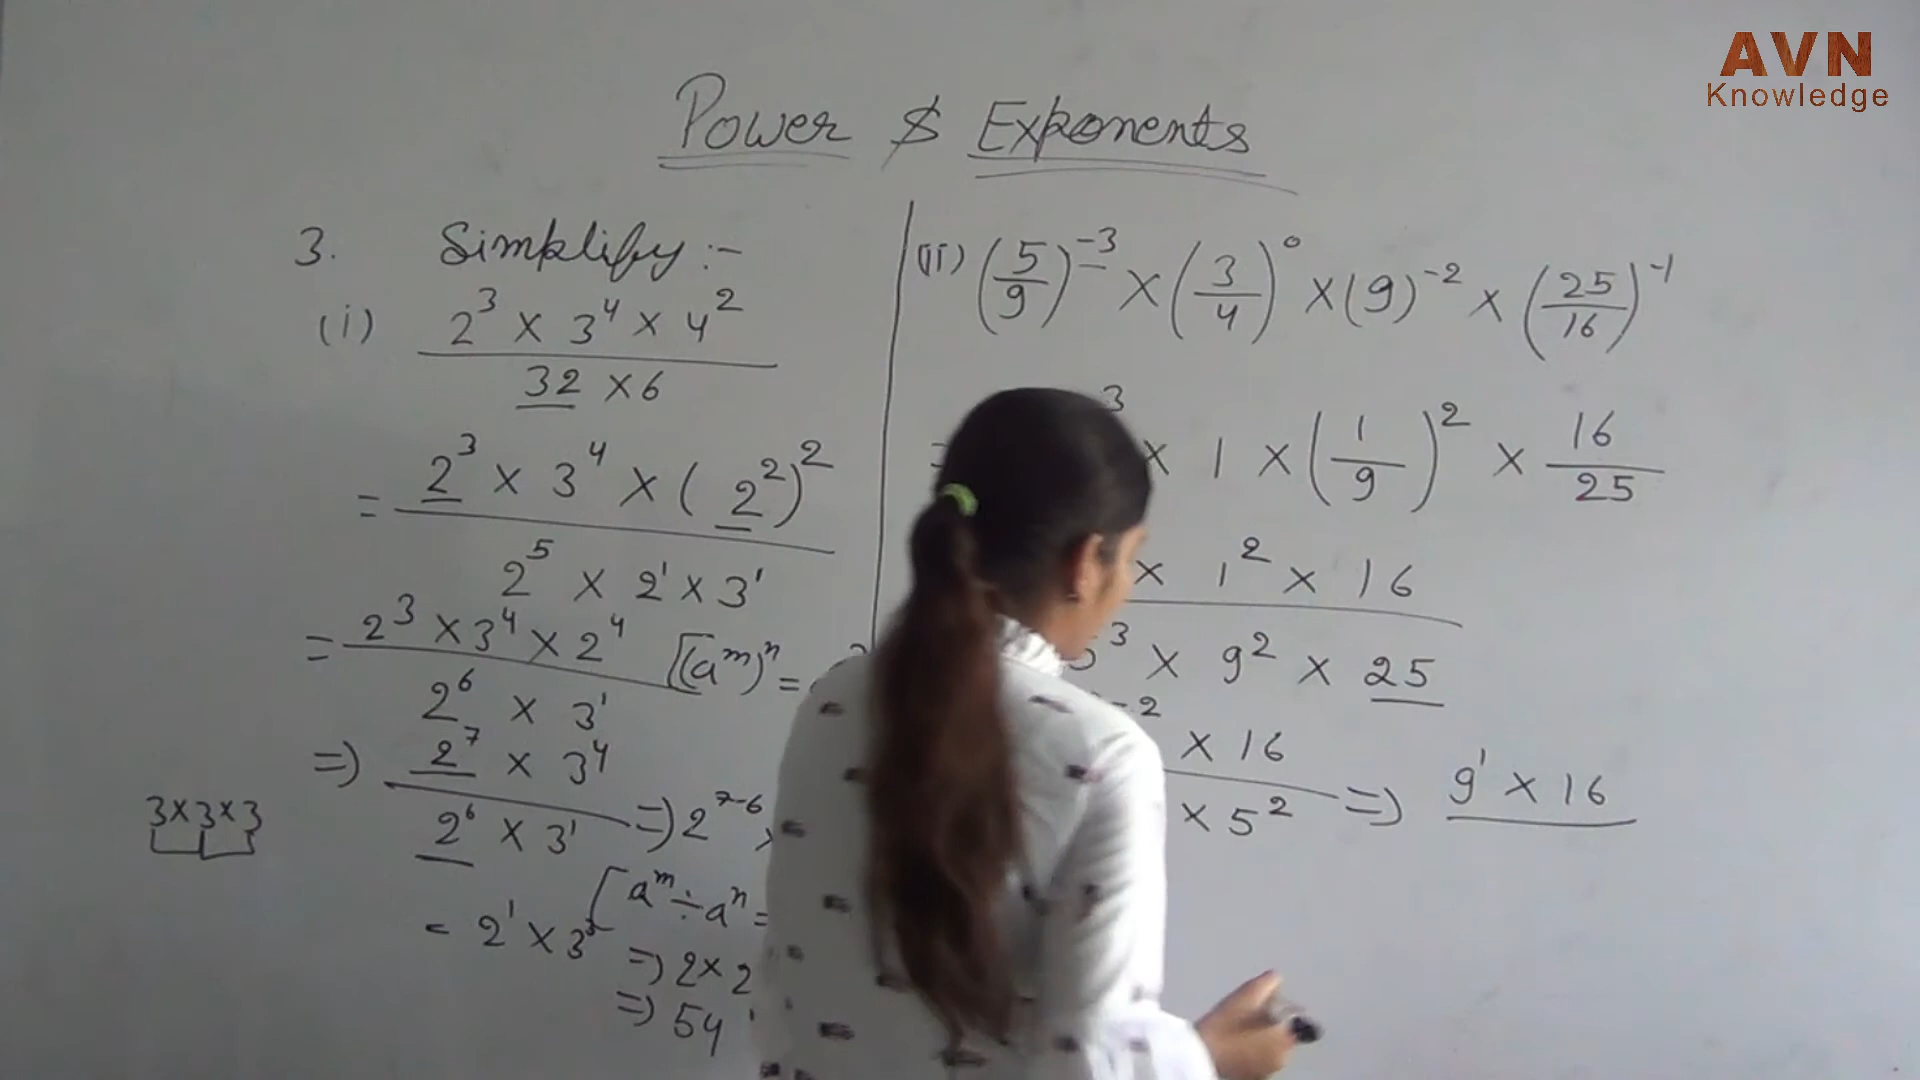 AVN
Knowledge
Power & Exponents
3. Simplify :-
(i) 2³ × 3⁴ × 4²
32 × 6
= 2³ × 3⁴ × (2²)²
2⁵ × 2¹ × 3¹
= 2³ × 3⁴ × 2⁴ [(aᵐ)ⁿ =
2⁶ × 3¹
⇒ 2⁷ × 3⁴
2⁶ × 3¹ ⇒ 2⁷⁻⁶ ×
[aᵐ ÷ aⁿ =
= 2¹ × 3³ ⇒ 2 × 2
⇒ 54
3×3×3
(ii) (5/9)⁻³ × (3/4)⁰ × (9)⁻² × (25/16)⁻¹
= ³ × 1 × (1/9)² × 16/25
× 1² × 16
³ × 9² × 25
⁻² × 16
× 5² ⇒ 9¹ × 16